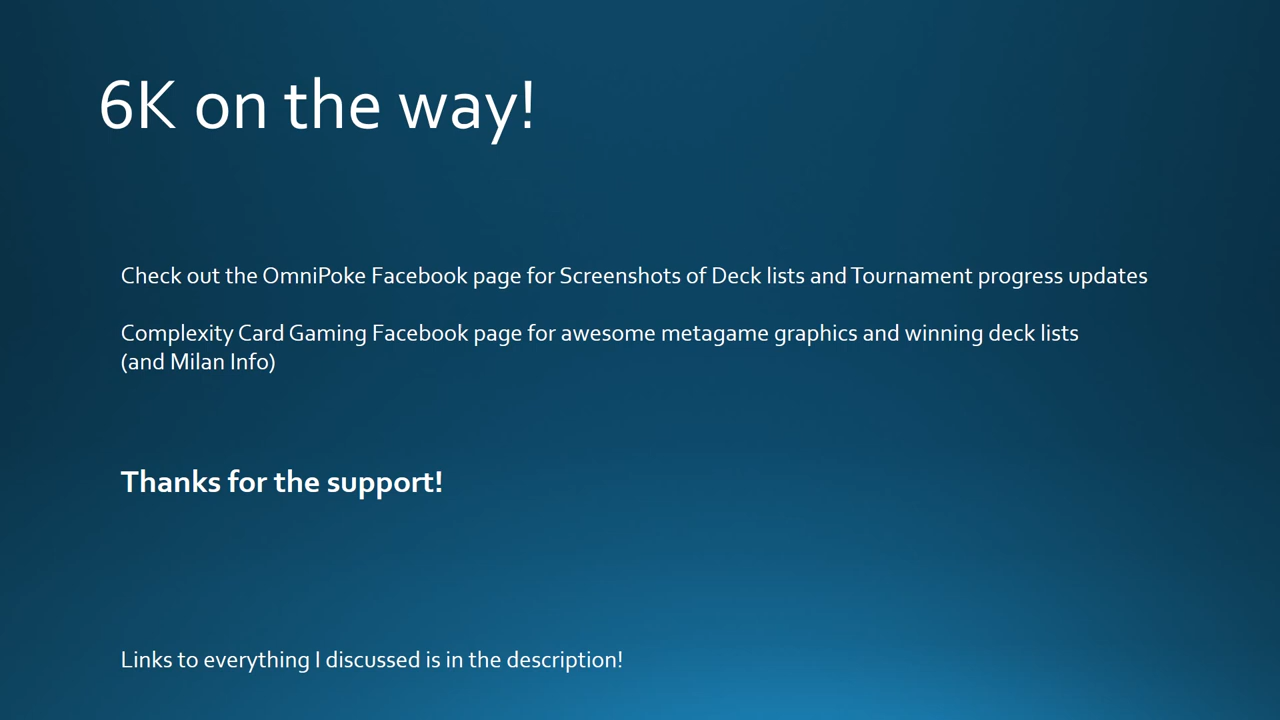 6K on the way!
Check out the OmniPoke Facebook page for Screenshots of Deck lists and Tournament progress updates
Complexity Card Gaming Facebook page for awesome metagame graphics and winning deck lists
(and Milan Info)
Thanks for the support!
Links to everything I discussed is in the description!